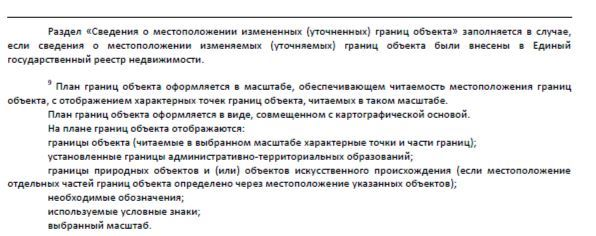 Раздел «Сведения о местоположении измененных (уточненных) границ объекта» заполняется в случае,
если сведения о местоположении изменяемых (уточняемых) границ объекта были внесены в Единый
государственный реестр недвижимости.
⁹ План границ объекта оформляется в масштабе, обеспечивающем читаемость местоположения границ
объекта, с отображением характерных точек границ объекта, читаемых в таком масштабе.
План границ объекта оформляется в виде, совмещенном с картографической основой.
На плане границ объекта отображаются:
границы объекта (читаемые в выбранном масштабе характерные точки и части границ);
установленные границы административно-территориальных образований;
границы природных объектов и (или) объектов искусственного происхождения (если местоположение
отдельных частей границ объекта определено через местоположение указанных объектов);
необходимые обозначения;
используемые условные знаки;
выбранный масштаб.